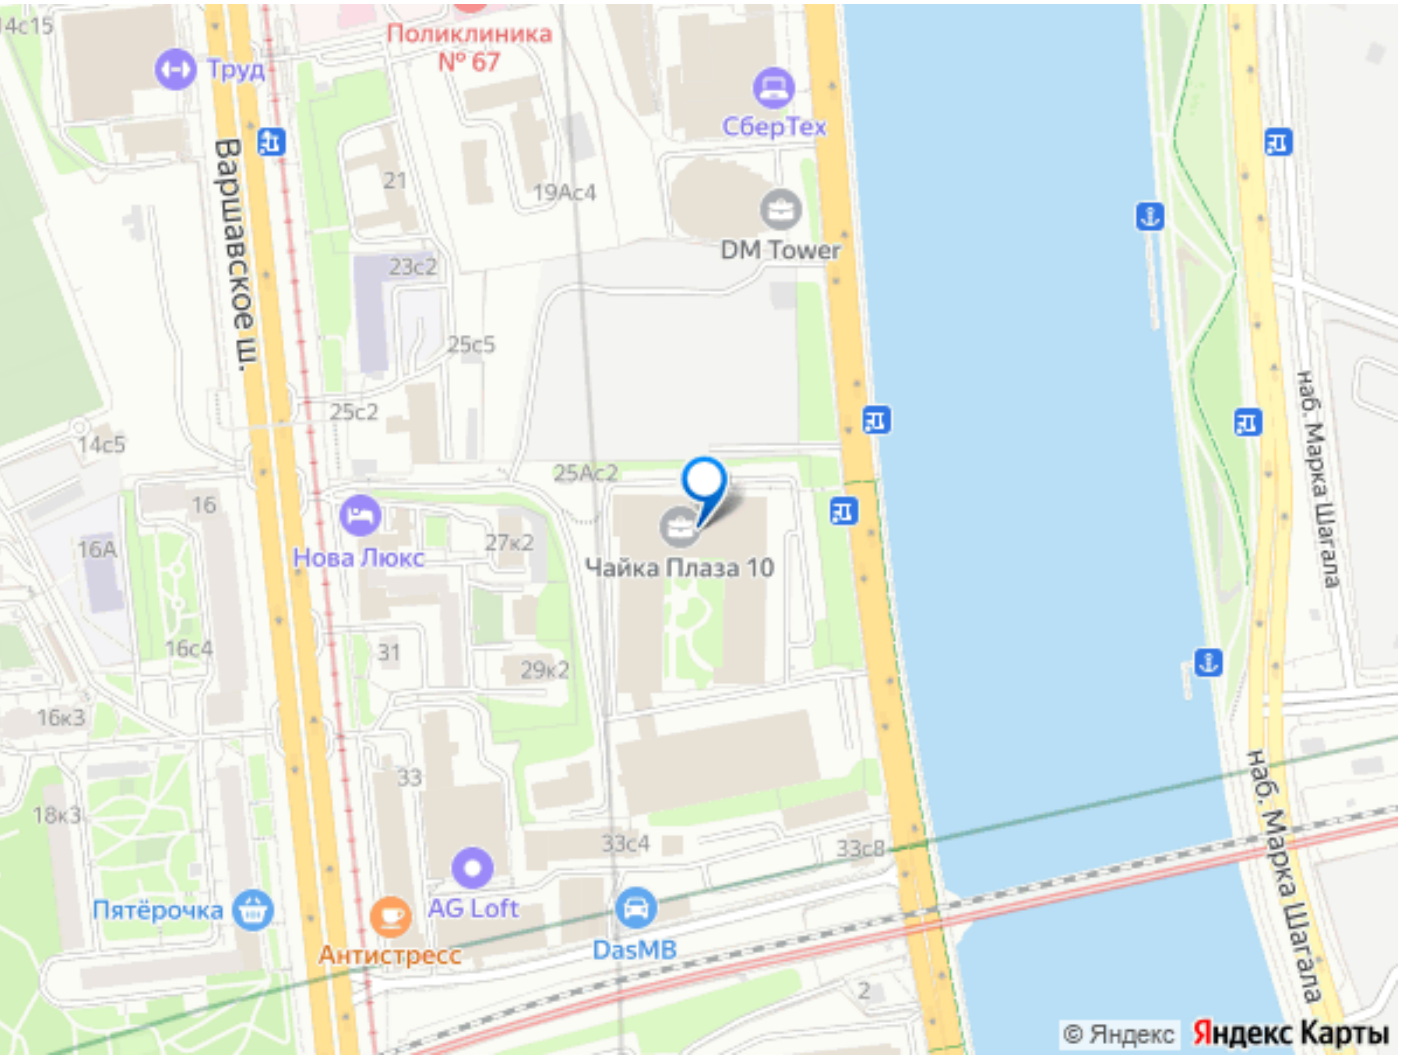 14с15
Поликлиника
№ 67
Труд
СберТех
Варшавское ш.
21
19Ас4
DM Tower
23с2
25с5
25с2
14с5
наб. Марка Шагала
25Ас2
16
Нова Люкс
27к2
16А
Чайка Плаза 10
16с4
31
29к2
16к3
33
18к3
33с4
33с8
наб. Марка Шагала
Пятёрочка
AG Loft
Антистресс
DasMB
2
© Яндекс Яндекс Карты